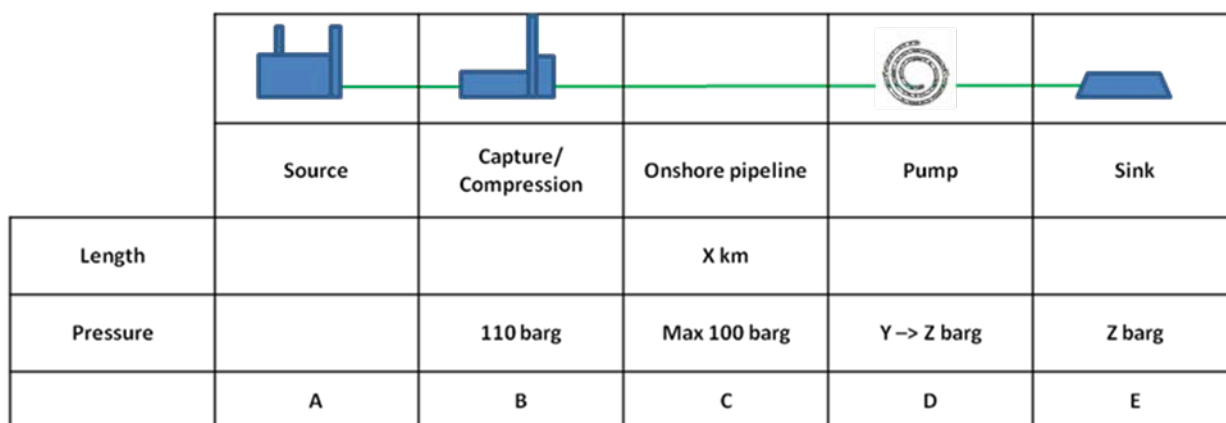 Source
Capture/
Compression
Onshore pipeline
Pump
Sink
Length
X km
Pressure
110 barg
Max 100 barg
Y –> Z barg
Z barg
A
B
C
D
E